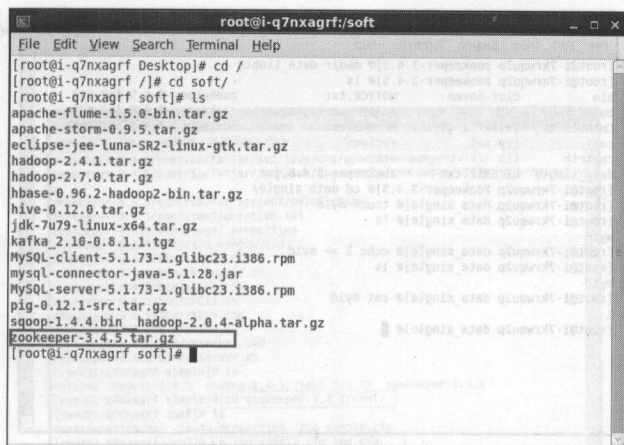 root@i-q7nxagrf:/soft
File Edit View Search Terminal Help
[root@i-q7nxagrf Desktop]# cd /
[root@i-q7nxagrf /]# cd soft/
[root@i-q7nxagrf soft]# ls
apache-flume-1.5.0-bin.tar.gz
apache-storm-0.9.5.tar.gz
eclipse-jee-luna-SR2-linux-gtk.tar.gz
hadoop-2.4.1.tar.gz
hadoop-2.7.0.tar.gz
hbase-0.96.2-hadoop2-bin.tar.gz
hive-0.12.0.tar.gz
jdk-7u79-linux-x64.tar.gz
kafka_2.10-0.8.1.1.tgz
MySQL-client-5.1.73-1.glibc23.i386.rpm
mysql-connector-java-5.1.28.jar
MySQL-server-5.1.73-1.glibc23.i386.rpm
pig-0.12.1-src.tar.gz
sqoop-1.4.4.bin__hadoop-2.0.4-alpha.tar.gz
zookeeper-3.4.5.tar.gz
[root@i-q7nxagrf soft]#